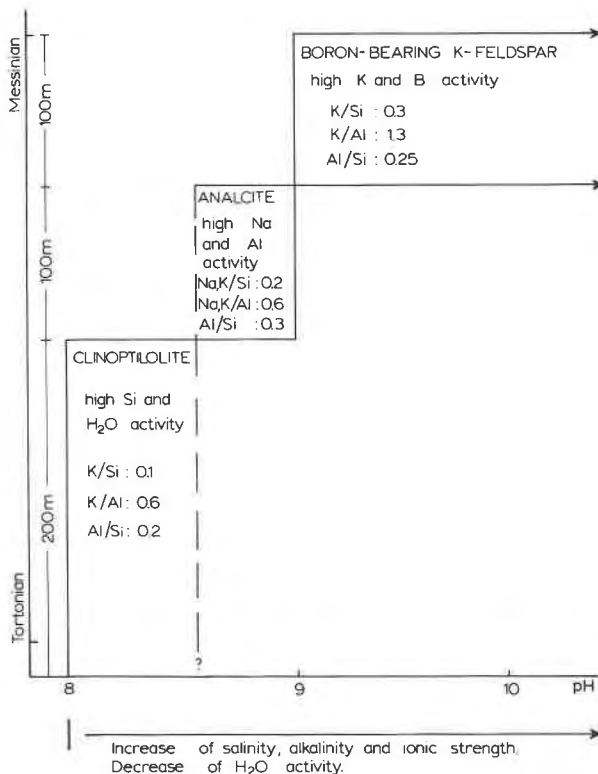 Messinian
100m
100m
200m
Tortonian
BORON-BEARING K-FELDSPAR
high K and B activity
K/Si : 0.3
K/Al : 1.3
Al/Si : 0.25
ANALCITE
high Na
and Al
activity
Na,K/Si : 0.2
Na,K/Al : 0.6
Al/Si : 0.3
CLINOPTILOLITE
high Si and
H₂O activity
K/Si : 0.1
K/Al : 0.6
Al/Si : 0.2
?
8 9 10 pH
Increase of salinity, alkalinity and ionic strength.
Decrease of H₂O activity.